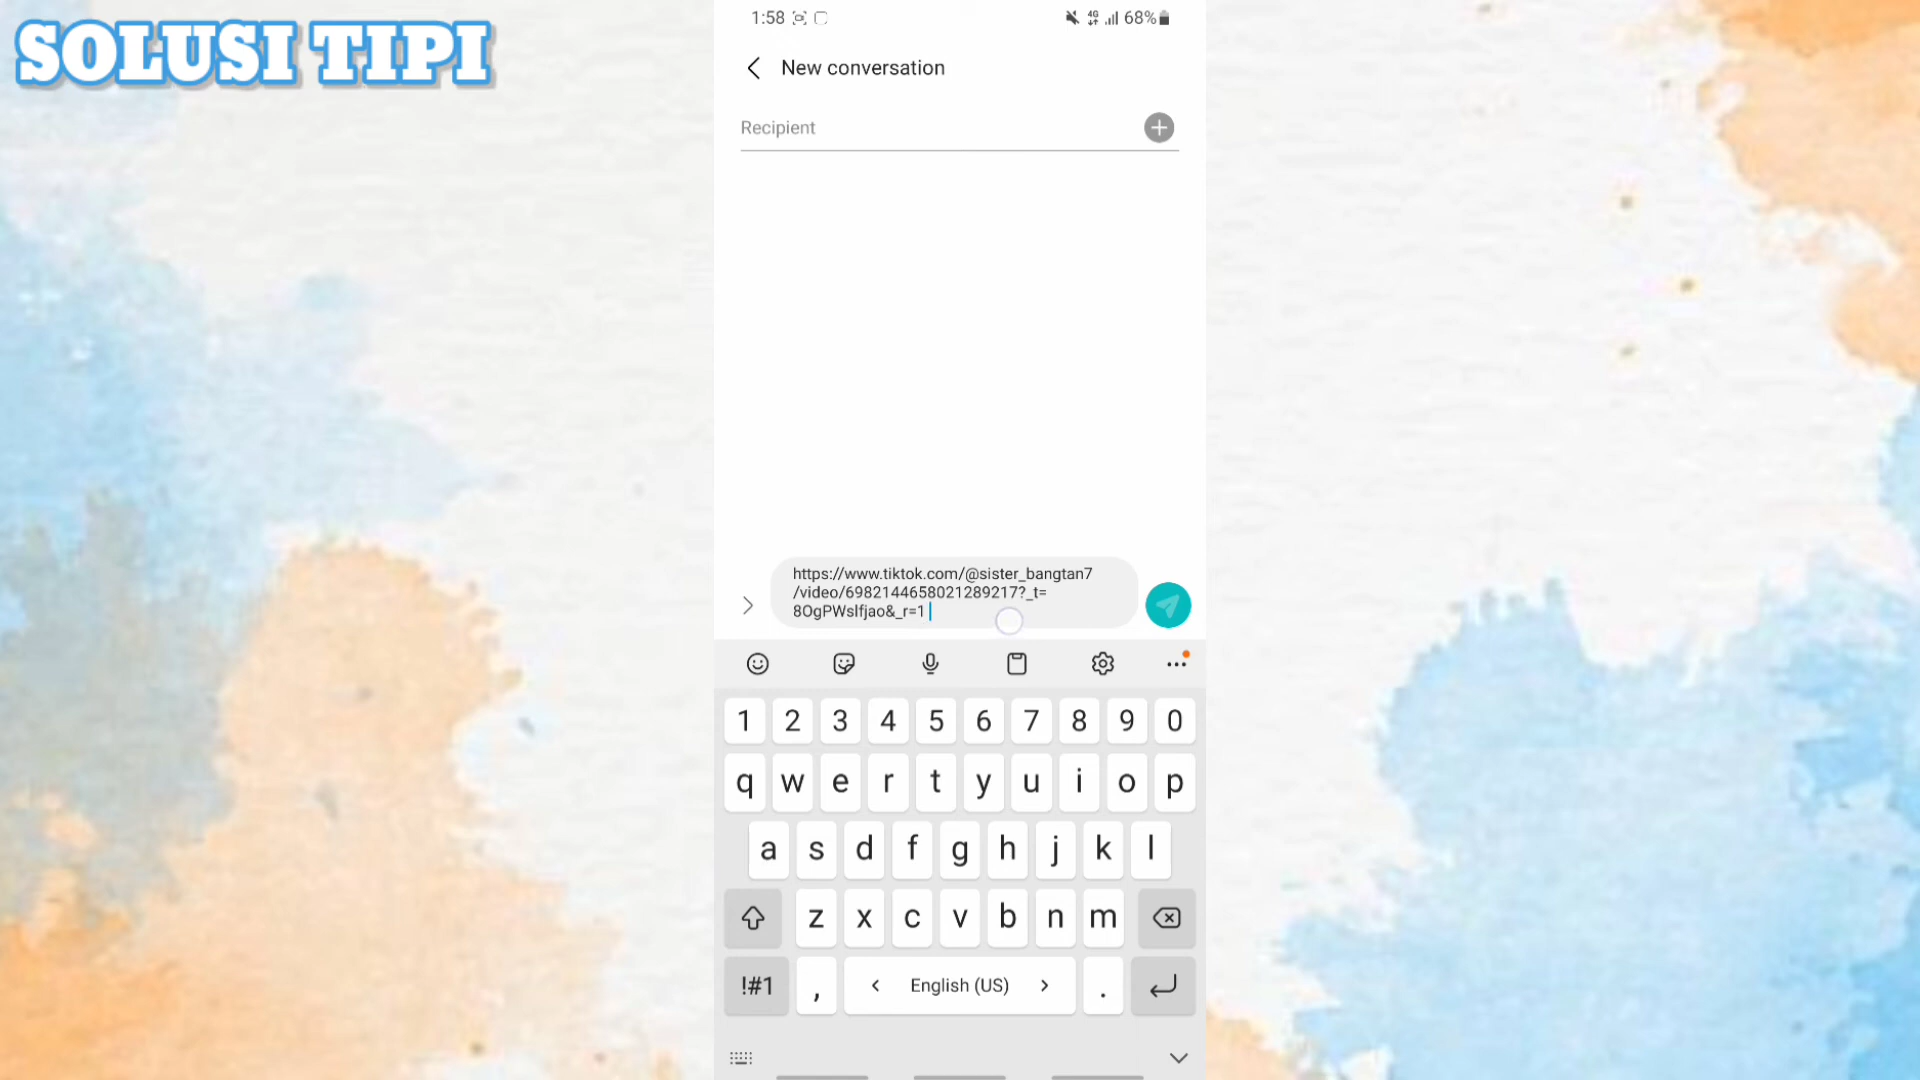 SOLUSI TIPI
1:58 4G 68%
New conversation
Recipient
https://www.tiktok.com/@sister_bangtan7
/video/6982144658021289217?_t=
8OgPWslfjao&_r=1
1 2 3 4 5 6 7 8 9 0
q w e r t y u i o p
a s d f g h j k l
z x c v b n m
!#1 , < English (US) > .